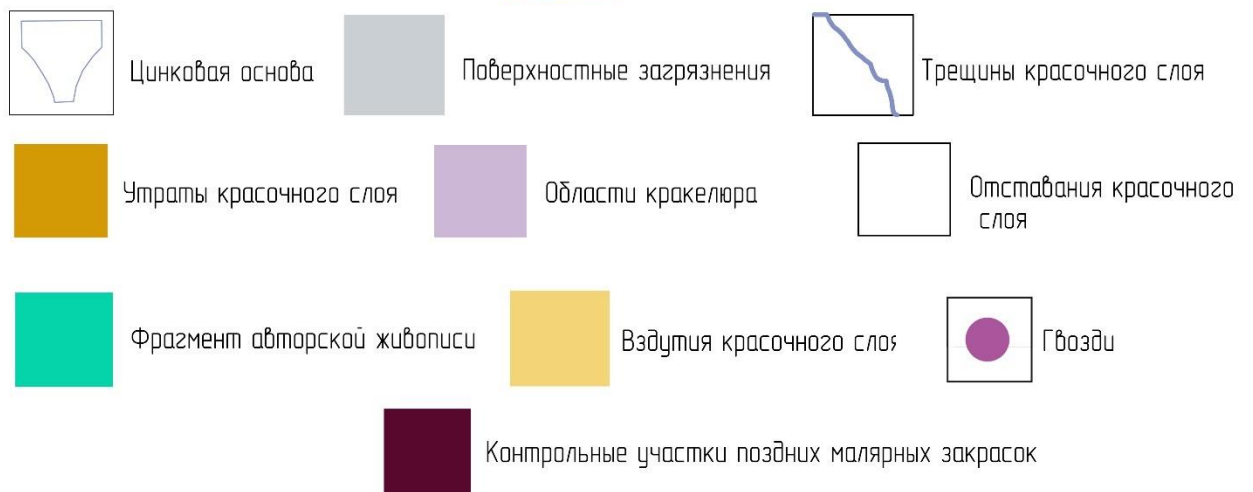 Цинковая основа
Поверхностные загрязнения
Трещины красочного слоя
Утраты красочного слоя
Области кракелюра
Отставания красочного
слоя
Фрагмент авторской живописи
Вздутия красочного слоя
Гвозди
Контрольные участки поздних малярных закрасок